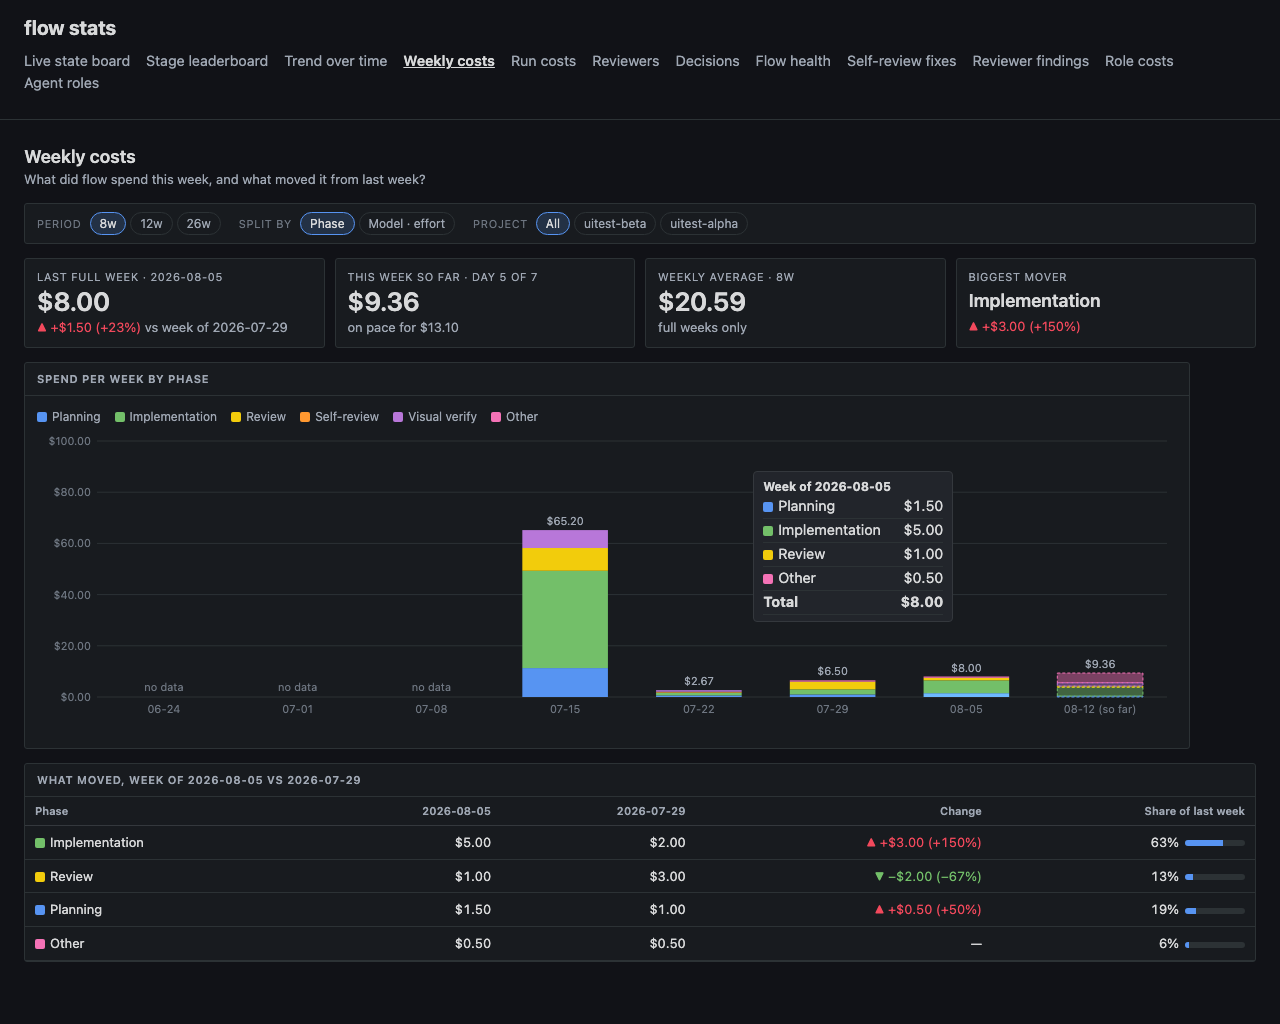 flow stats
Live state board Stage leaderboard Trend over time Weekly costs Run costs Reviewers Decisions Flow health Self-review fixes Reviewer findings Role costs
Agent roles
Weekly costs
What did flow spend this week, and what moved it from last week?
PERIOD 8w 12w 26w SPLIT BY Phase Model · effort PROJECT All uitest-beta uitest-alpha
LAST FULL WEEK · 2026-08-05
$8.00
▲ +$1.50 (+23%) vs week of 2026-07-29
THIS WEEK SO FAR · DAY 5 OF 7
$9.36
on pace for $13.10
WEEKLY AVERAGE · 8W
$20.59
full weeks only
BIGGEST MOVER
Implementation
▲ +$3.00 (+150%)
SPEND PER WEEK BY PHASE
Planning Implementation Review Self-review Visual verify Other
$100.00
$80.00
$60.00
$40.00
$20.00
$0.00
no data
no data
no data
$65.20
$2.67
$6.50
$8.00
$9.36
06-24 07-01 07-08 07-15 07-22 07-29 08-05 08-12 (so far)
Week of 2026-08-05
Planning $1.50
Implementation $5.00
Review $1.00
Other $0.50
Total $8.00
WHAT MOVED, WEEK OF 2026-08-05 VS 2026-07-29
Phase 2026-08-05 2026-07-29 Change Share of last week
Implementation $5.00 $2.00 ▲ +$3.00 (+150%) 63%
Review $1.00 $3.00 ▼ −$2.00 (−67%) 13%
Planning $1.50 $1.00 ▲ +$0.50 (+50%) 19%
Other $0.50 $0.50 — 6%